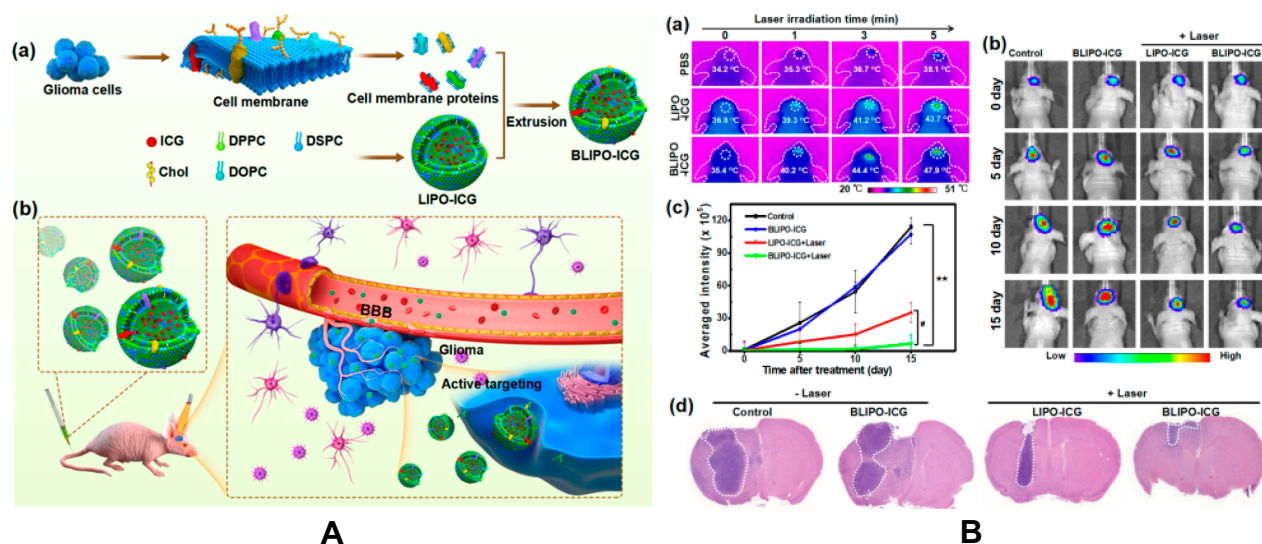 (a)
Glioma cells
Cell membrane
Cell membrane proteins
Extrusion
BLIPO-ICG
ICG
DPPC
DSPC
Chol
DOPC
LIPO-ICG
(b)
BBB
Glioma
Active targeting
A
(a)
Laser irradiation time (min)
0 1 3 5
PBS
34.2 °C 35.3 °C 36.7 °C 38.1 °C
LIPO
-ICG
36.8 °C 39.3 °C 41.2 °C 43.7 °C
BLIPO
-ICG
35.4 °C 40.2 °C 44.4 °C 47.9 °C
20 °C 51 °C
(b)
+ Laser
Control BLIPO-ICG LIPO-ICG BLIPO-ICG
0 day
5 day
10 day
15 day
Low High
(c)
Averaged intensity (x 10⁵)
120
90
60
30
0
Control
BLIPO-ICG
LIPO-ICG+Laser
BLIPO-ICG+Laser
**
#
0 5 10 15
Time after treatment (day)
(d)
- Laser + Laser
Control BLIPO-ICG LIPO-ICG BLIPO-ICG
B